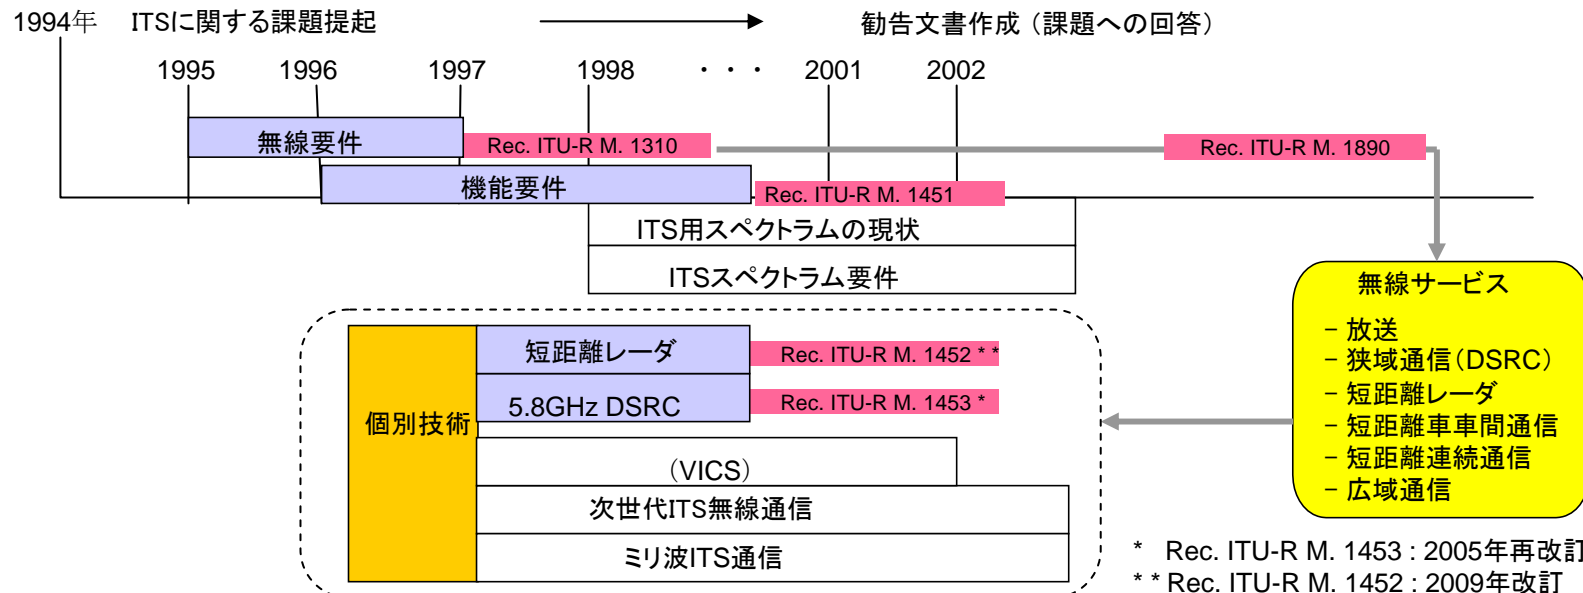 1994年 ITSに関する課題提起 勧告文書作成（課題への回答）
1995 1996 1997 1998 ・・・ 2001 2002
無線要件 Rec. ITU-R M. 1310 Rec. ITU-R M. 1890
機能要件 Rec. ITU-R M. 1451
ITS用スペクトラムの現状
ITSスペクトラム要件
個別技術
短距離レーダ Rec. ITU-R M. 1452 * *
5.8GHz DSRC Rec. ITU-R M. 1453 *
（VICS）
次世代ITS無線通信
ミリ波ITS通信
無線サービス
- 放送
- 狭域通信（DSRC）
- 短距離レーダ
- 短距離車車間通信
- 短距離連続通信
- 広域通信
* Rec. ITU-R M. 1453 : 2005年再改訂
* * Rec. ITU-R M. 1452 : 2009年改訂